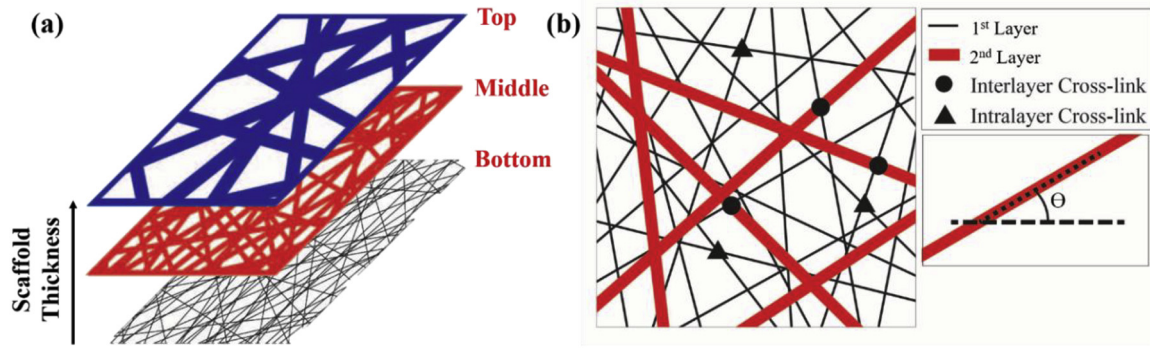 (a)
Top
Middle
Bottom
Scaffold
Thickness
(b)
1st Layer
2nd Layer
Interlayer Cross-link
Intralayer Cross-link
Θ